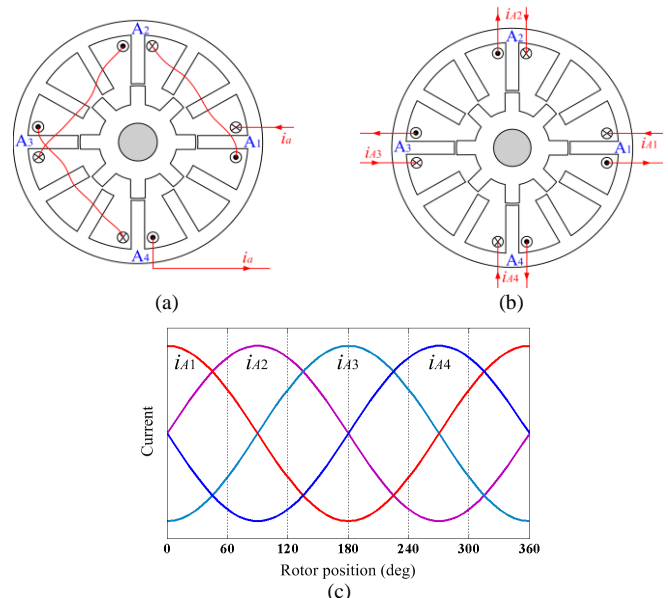 A2
A3
A1
A4
ia
ia
(a)
iA2
A2
A3
A1
iA1
iA3
A4
iA4
(b)
iA1 iA2 iA3 iA4
Current
0 60 120 180 240 300 360
Rotor position (deg)
(c)